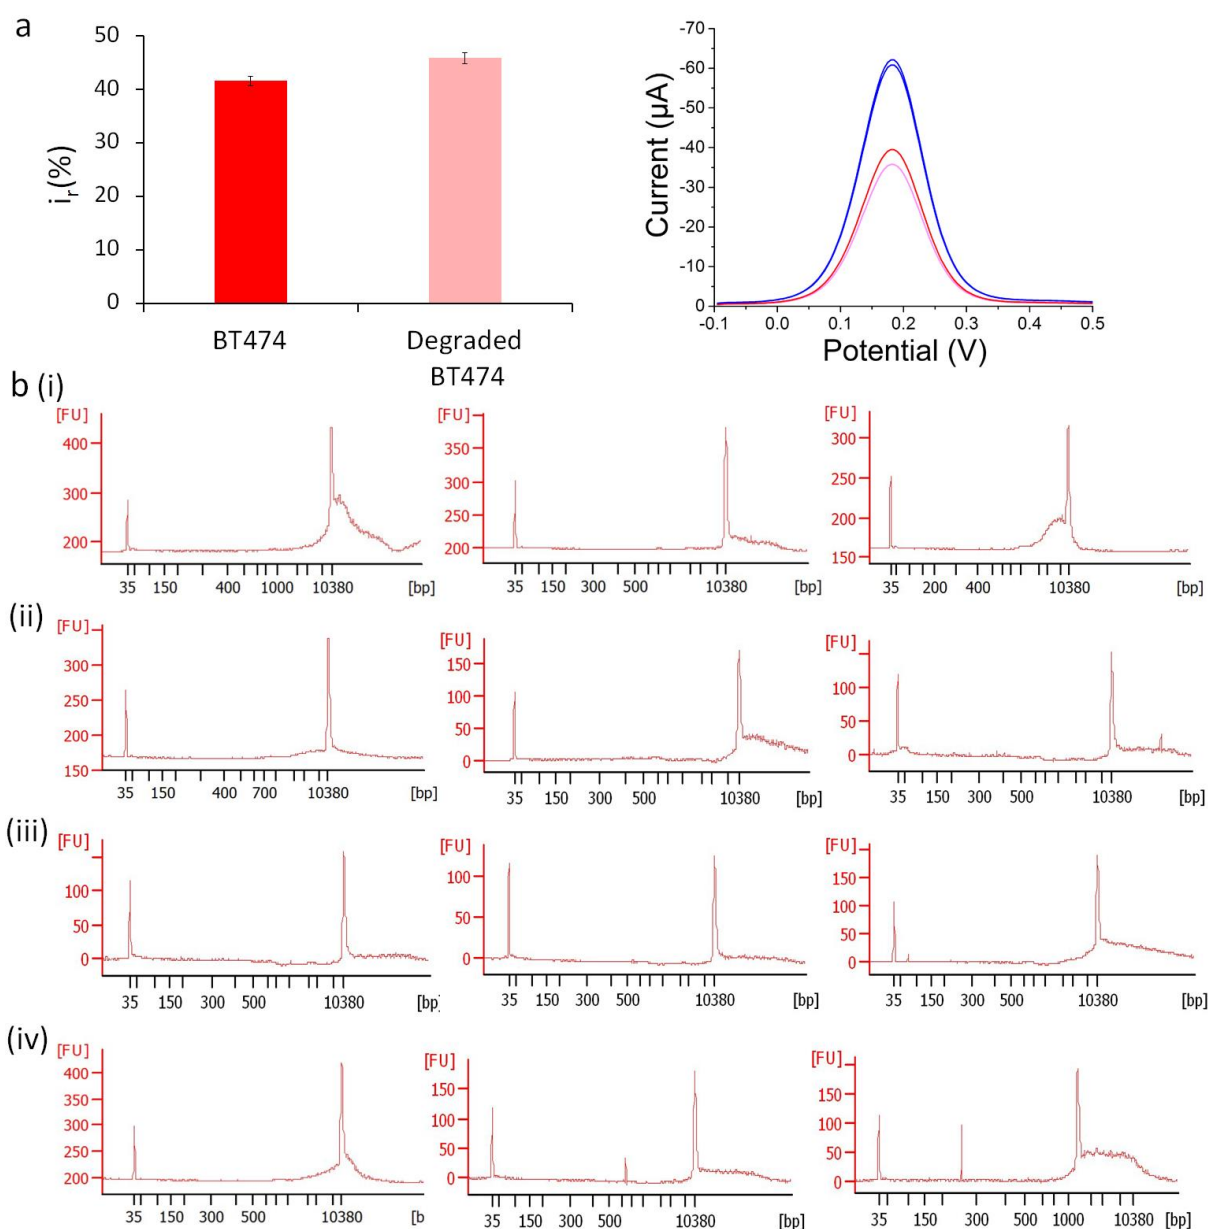 a
50
40
30
20
10
0
i_r(%)
BT474
Degraded
BT474
-70
-60
-50
-40
-30
-20
-10
0
Current (µA)
-0.1 0.0 0.1 0.2 0.3 0.4 0.5
Potential (V)
b (i)
[FU]
400
300
200
35 150 400 1000 10380 [bp]
[FU]
350
300
250
200
35 150 300 500 10380 [bp]
[FU]
300
250
200
150
35 200 400 10380 [bp]
(ii)
[FU]
300
250
200
150
35 150 400 700 10380 [bp]
[FU]
150
100
50
0
35 150 300 500 10380 [bp]
[FU]
100
50
0
35 150 300 500 10380 [bp]
(iii)
[FU]
100
50
0
35 150 300 500 10380 [bp]
[FU]
100
50
0
35 150 300 500 10380 [bp]
[FU]
150
100
50
0
35 150 300 500 10380 [bp]
(iv)
[FU]
400
350
300
250
200
35 150 300 500 10380 [b
[FU]
150
100
50
0
35 150 300 500 10380 [bp]
[FU]
150
100
50
0
35 150 300 500 1000 10380 [bp]